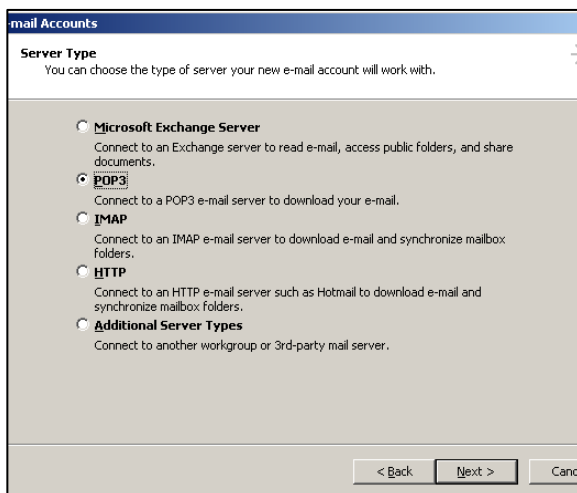 -mail Accounts
Server Type
You can choose the type of server your new e-mail account will work with.
Microsoft Exchange Server
Connect to an Exchange server to read e-mail, access public folders, and share
documents.
POP3
Connect to a POP3 e-mail server to download your e-mail.
IMAP
Connect to an IMAP e-mail server to download e-mail and synchronize mailbox
folders.
HTTP
Connect to an HTTP e-mail server such as Hotmail to download e-mail and
synchronize mailbox folders.
Additional Server Types
Connect to another workgroup or 3rd-party mail server.
< Back Next > Canc